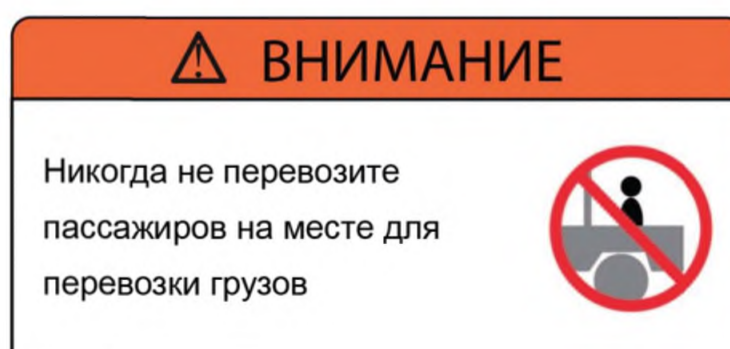 ВНИМАНИЕ
Никогда не перевозите
пассажиров на месте для
перевозки грузов